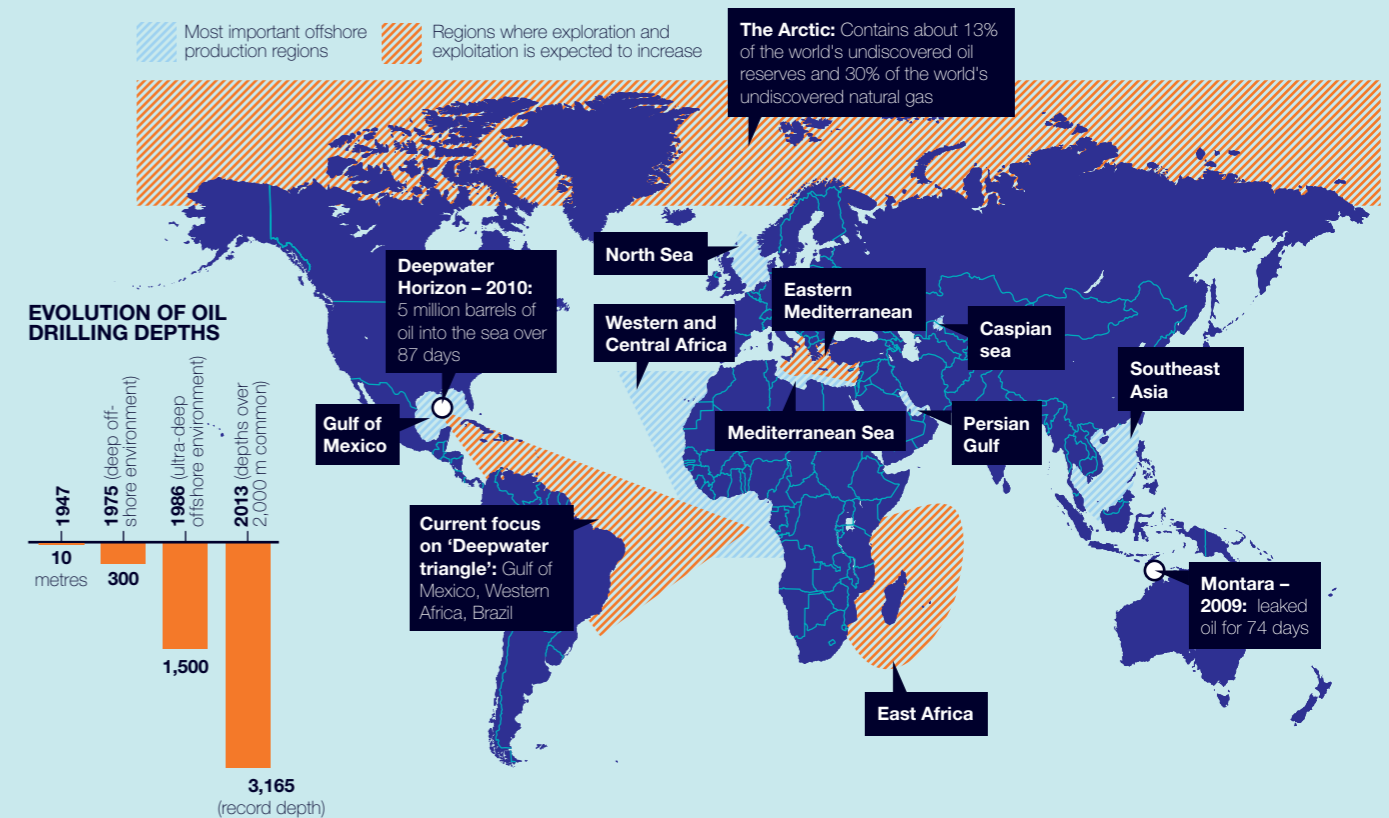 Most important offshore
production regions
Regions where exploration and
exploitation is expected to increase
The Arctic: Contains about 13%
of the world's undiscovered oil
reserves and 30% of the world's
undiscovered natural gas
North Sea
Deepwater
Horizon – 2010:
5 million barrels of
oil into the sea over
87 days
Eastern
Mediterranean
Western and
Central Africa
Caspian
sea
Southeast
Asia
Gulf of
Mexico
Mediterranean Sea
Persian
Gulf
Current focus
on ‘Deepwater
triangle’: Gulf of
Mexico, Western
Africa, Brazil
Montara –
2009: leaked
oil for 74 days
East Africa
EVOLUTION OF OIL
DRILLING DEPTHS
1947
1975 (deep off-
shore environment)
1986 (ultra-deep
offshore environment)
2013 (depths over
2,000 m common)
10
metres
300
1,500
3,165
(record depth)